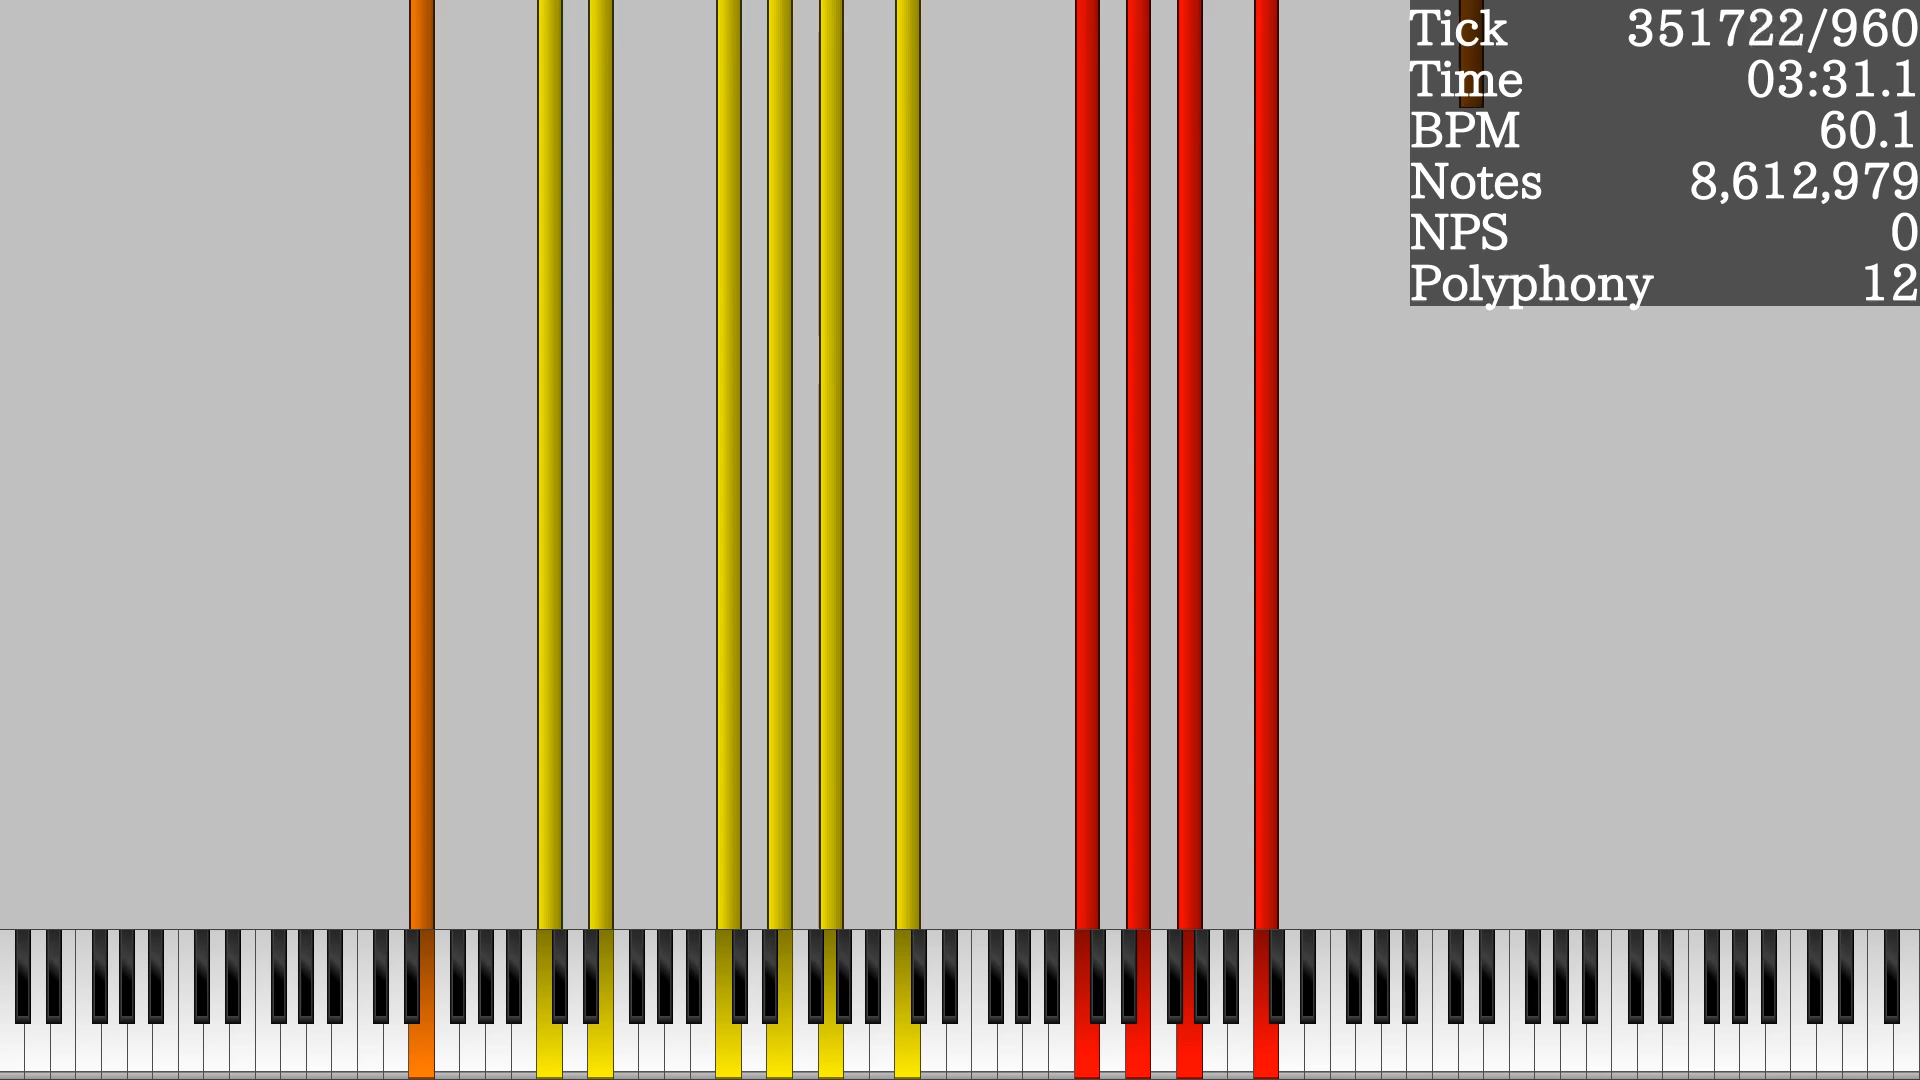 Tick 351722/960
Time 03:31.1
BPM 60.1
Notes 8,612,979
NPS 0
Polyphony 12